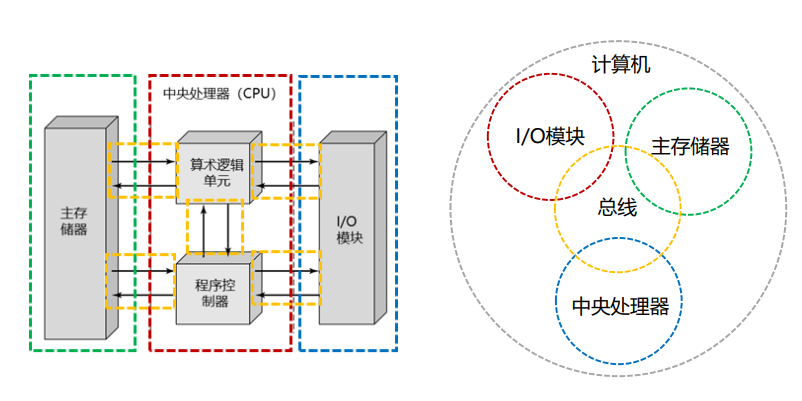 中央处理器（CPU）
主存
储器
算术逻辑
单元
程序控
制器
I/O
模块
计算机
I/O模块
主存储器
总线
中央处理器